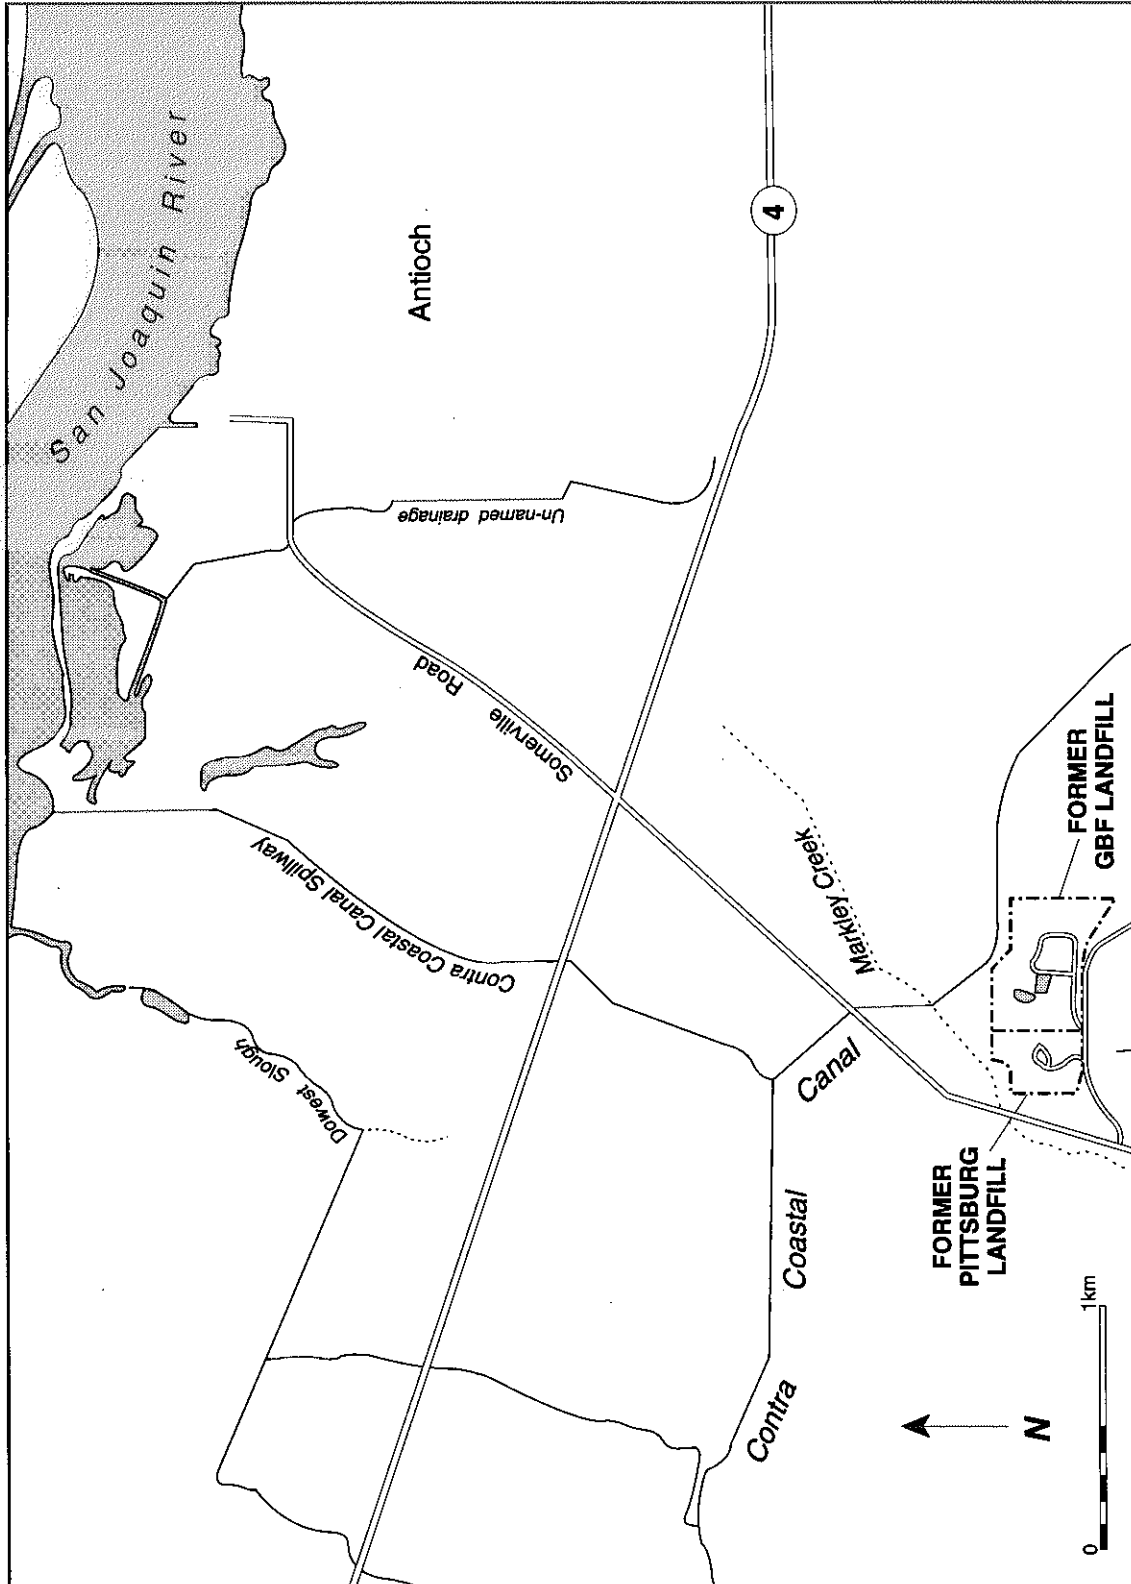 San Joaquin River
Antioch
4
Un-named drainage
Somerville Road
Contra Coastal Canal Spillway
Dowest Slough
Markley Creek
FORMER
GBF LANDFILL
Contra Coastal Canal
FORMER
PITTSBURG
LANDFILL
N
0 1km